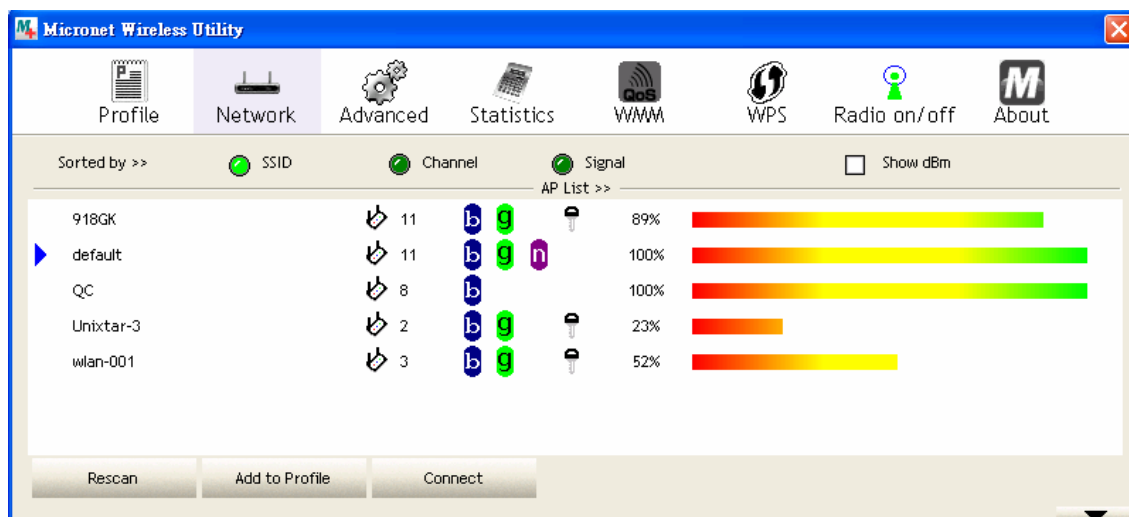 Micronet Wireless Utility
Profile Network Advanced Statistics QoS WMM WPS Radio on/off M About
Sorted by >> SSID Channel Signal Show dBm
AP List >>
918GK 11 b g 89%
default 11 b g n 100%
QC 8 b 100%
Unixtar-3 2 b g 23%
wlan-001 3 b g 52%
Rescan Add to Profile Connect